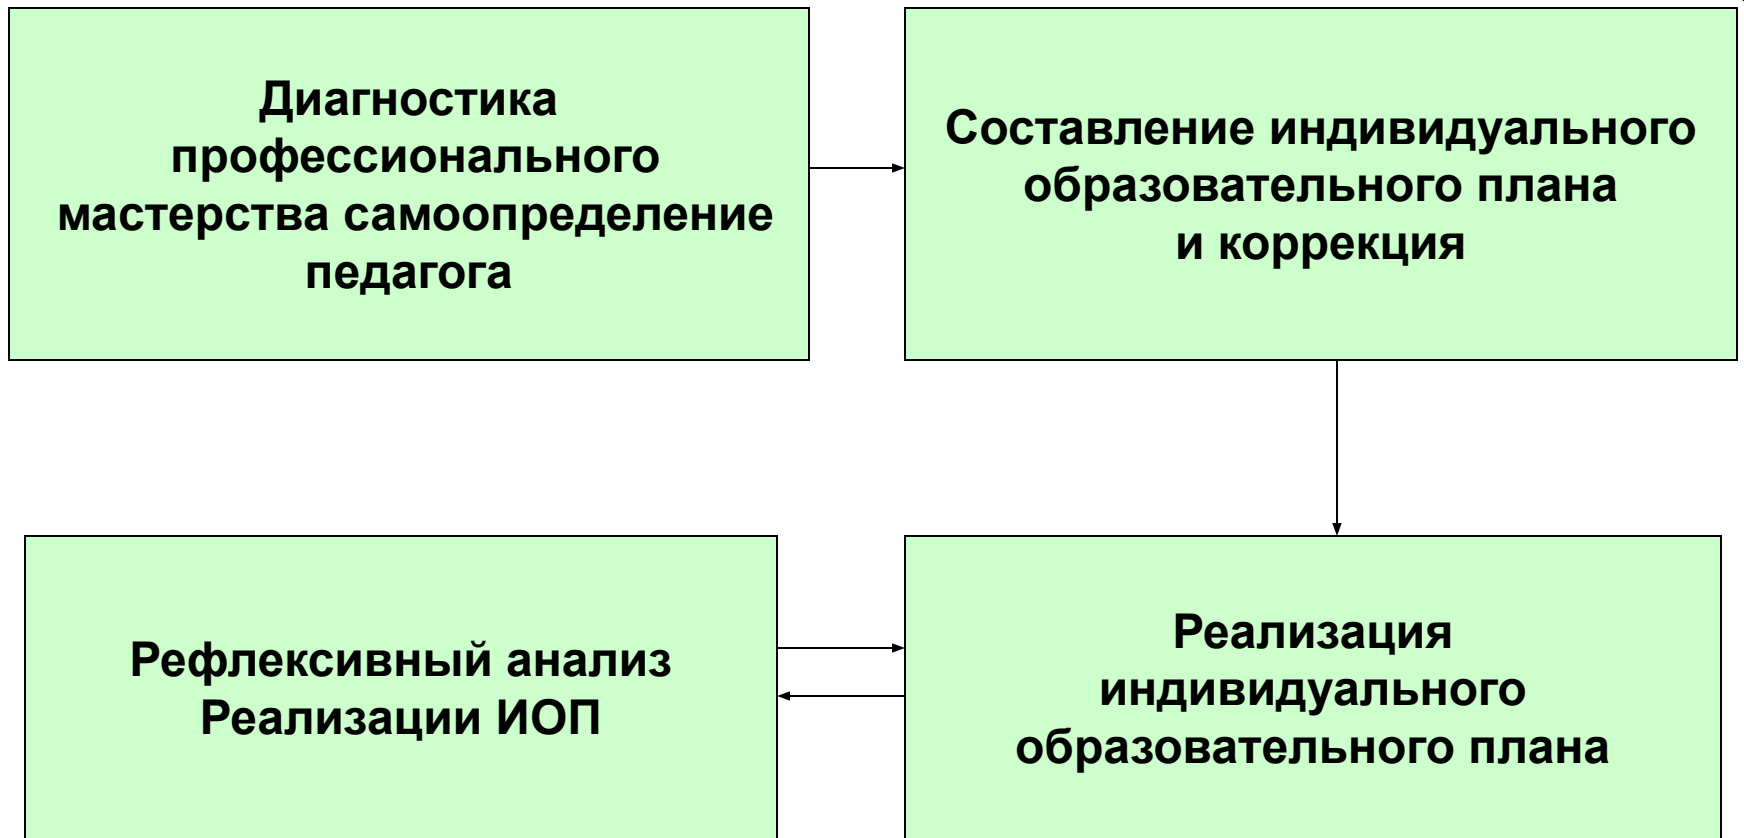 Диагностика
профессионального
мастерства самоопределение
педагога
Составление индивидуального
образовательного плана
и коррекция
Рефлексивный анализ
Реализации ИОП
Реализация
индивидуального
образовательного плана